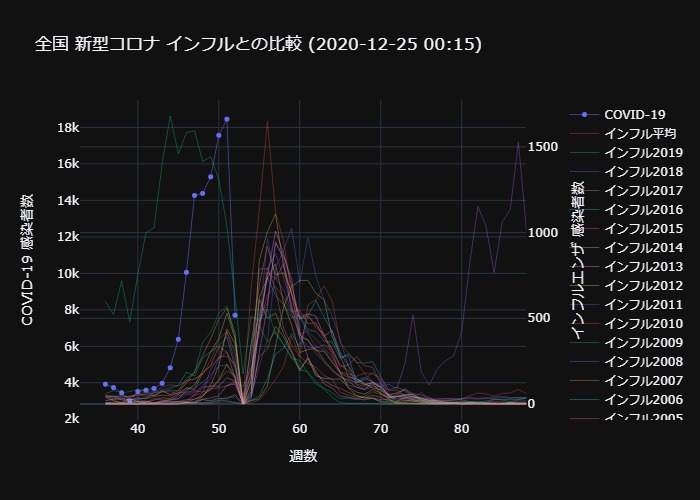 全国 新型コロナ インフルとの比較 (2020-12-25 00:15)
COVID-19 感染者数
18k
16k
14k
12k
10k
8k
6k
4k
2k
40
50
60
70
80
週数
1500
1000
500
0
インフルエンザ 感染者数
COVID-19
インフル平均
インフル2019
インフル2018
インフル2017
インフル2016
インフル2015
インフル2014
インフル2013
インフル2012
インフル2011
インフル2010
インフル2009
インフル2008
インフル2007
インフル2006
インフル2005